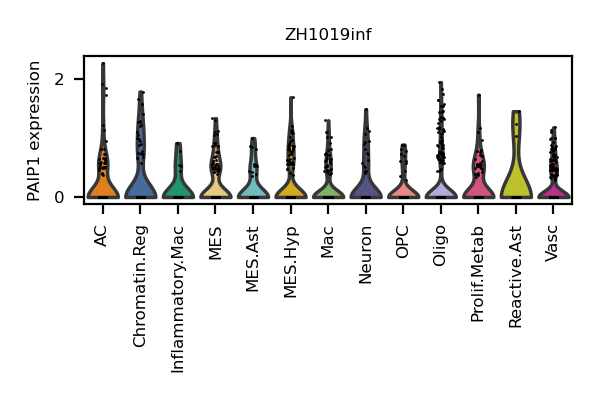 ZH1019inf
PAIP1 expression
2
0
AC
Chromatin.Reg
Inflammatory.Mac
MES
MES.Ast
MES.Hyp
Mac
Neuron
OPC
Oligo
Prolif.Metab
Reactive.Ast
Vasc